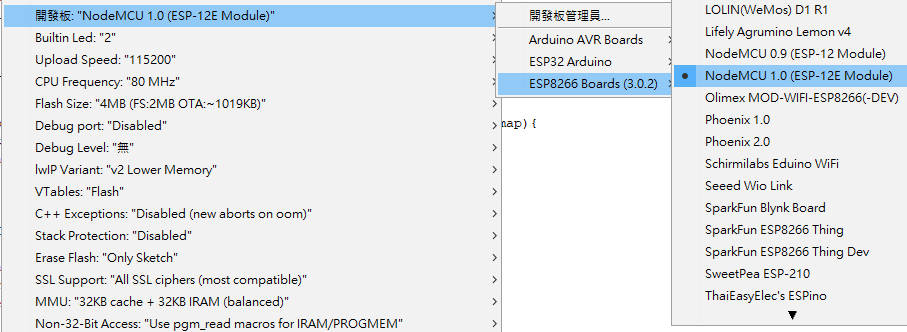 開發板: "NodeMCU 1.0 (ESP-12E Module)"
Builtin Led: "2"
Upload Speed: "115200"
CPU Frequency: "80 MHz"
Flash Size: "4MB (FS:2MB OTA:~1019KB)"
Debug port: "Disabled"
Debug Level: "無"
lwIP Variant: "v2 Lower Memory"
VTables: "Flash"
C++ Exceptions: "Disabled (new aborts on oom)"
Stack Protection: "Disabled"
Erase Flash: "Only Sketch"
SSL Support: "All SSL ciphers (most compatible)"
MMU: "32KB cache + 32KB IRAM (balanced)"
Non-32-Bit Access: "Use pgm_read macros for IRAM/PROGMEM"
開發板管理員...
Arduino AVR Boards
ESP32 Arduino
ESP8266 Boards (3.0.2)
map){
LOLIN(WeMos) D1 R1
Lifely Agrumino Lemon v4
NodeMCU 0.9 (ESP-12 Module)
NodeMCU 1.0 (ESP-12E Module)
Olimex MOD-WIFI-ESP8266(-DEV)
Phoenix 1.0
Phoenix 2.0
Schirmilabs Eduino WiFi
Seeed Wio Link
SparkFun Blynk Board
SparkFun ESP8266 Thing
SparkFun ESP8266 Thing Dev
SweetPea ESP-210
ThaiEasyElec's ESPino